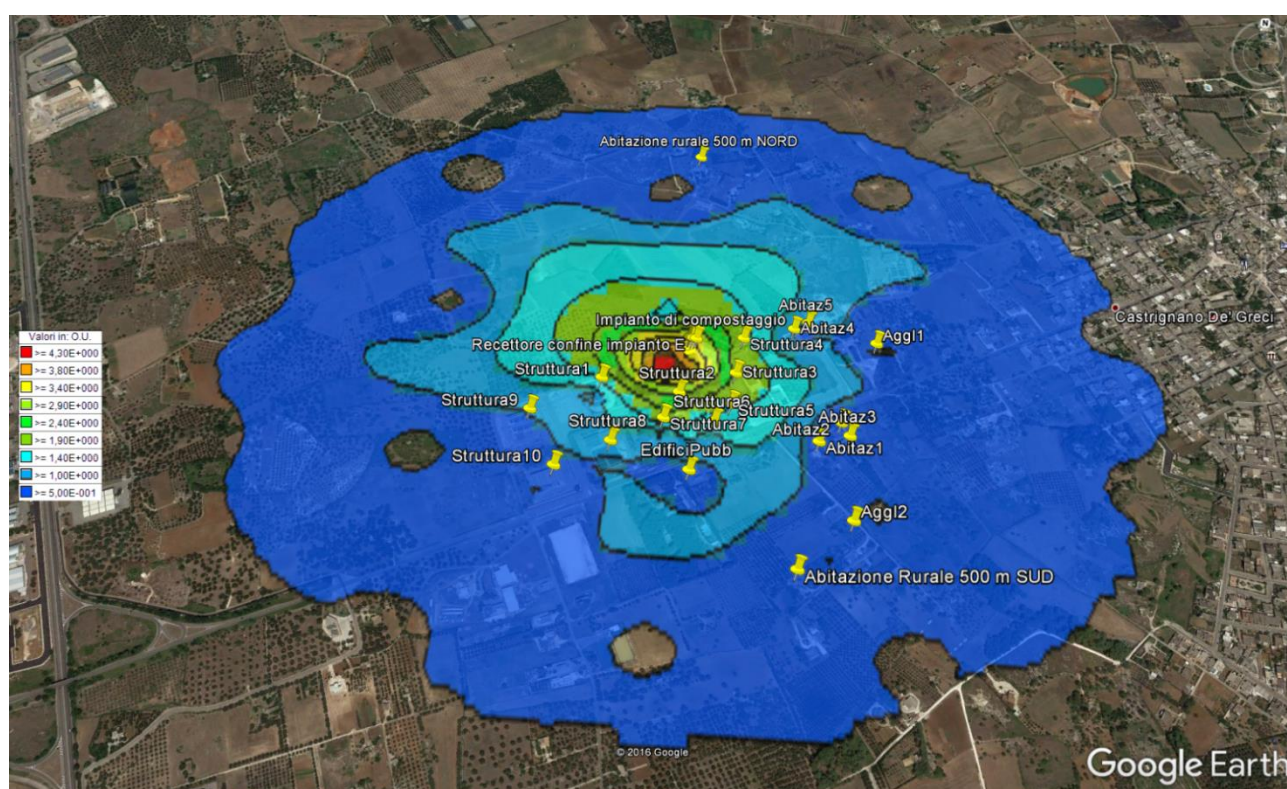 Abitazione rurale 500 m NORD
Abitaz5
Impianto di compostaggio
Abitaz4
Castrignano De' Greci
Aggl1
Recettore confine impianto E
Struttura4
Struttura1
Struttura2
Struttura3
Struttura9
Struttura6
Struttura5
Struttura8
Struttura7
Abitaz3
Abitaz2
EdificiPubb
Abitaz1
Struttura10
Aggl2
Abitazione Rurale 500 m SUD
Valori in: O.U.
>= 4,30E+000
>= 3,80E+000
>= 3,40E+000
>= 2,90E+000
>= 2,40E+000
>= 1,90E+000
>= 1,40E+000
>= 1,00E+000
>= 5,00E-001
© 2016 Google
Google Earth
N